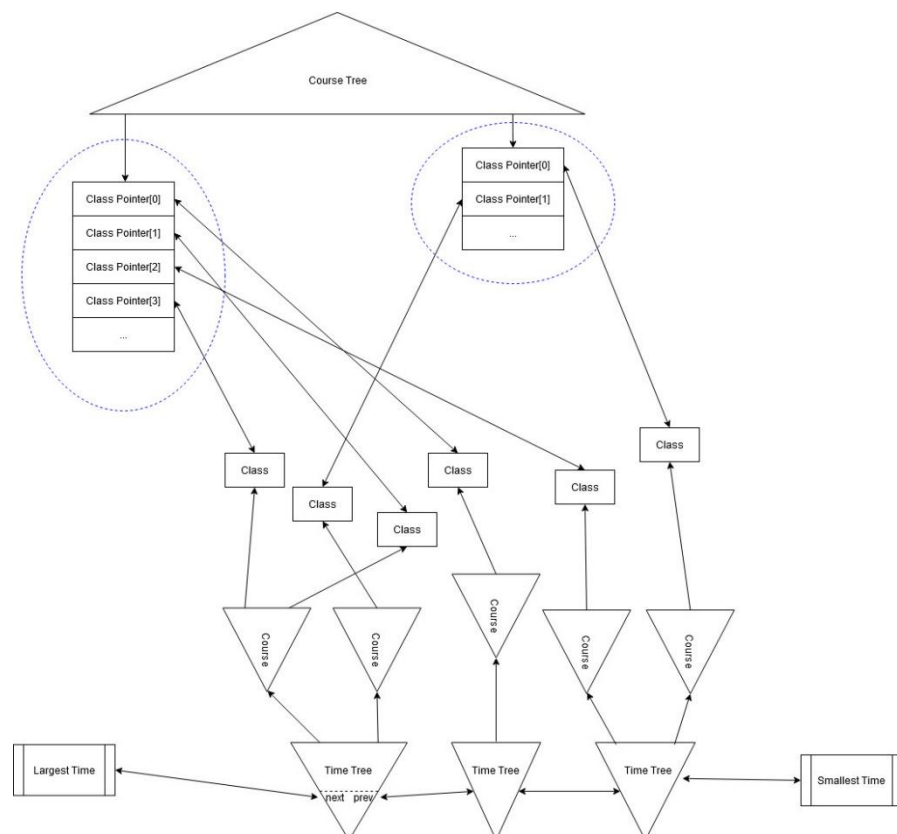 Course Tree
Class Pointer[0]
Class Pointer[1]
...
Class Pointer[0]
Class Pointer[1]
Class Pointer[2]
Class Pointer[3]
...
Class
Class
Class
Class
Class
Class
Course
Course
Course
Course
Course
Largest Time
Time Tree
next prev
Time Tree
Time Tree
Smallest Time